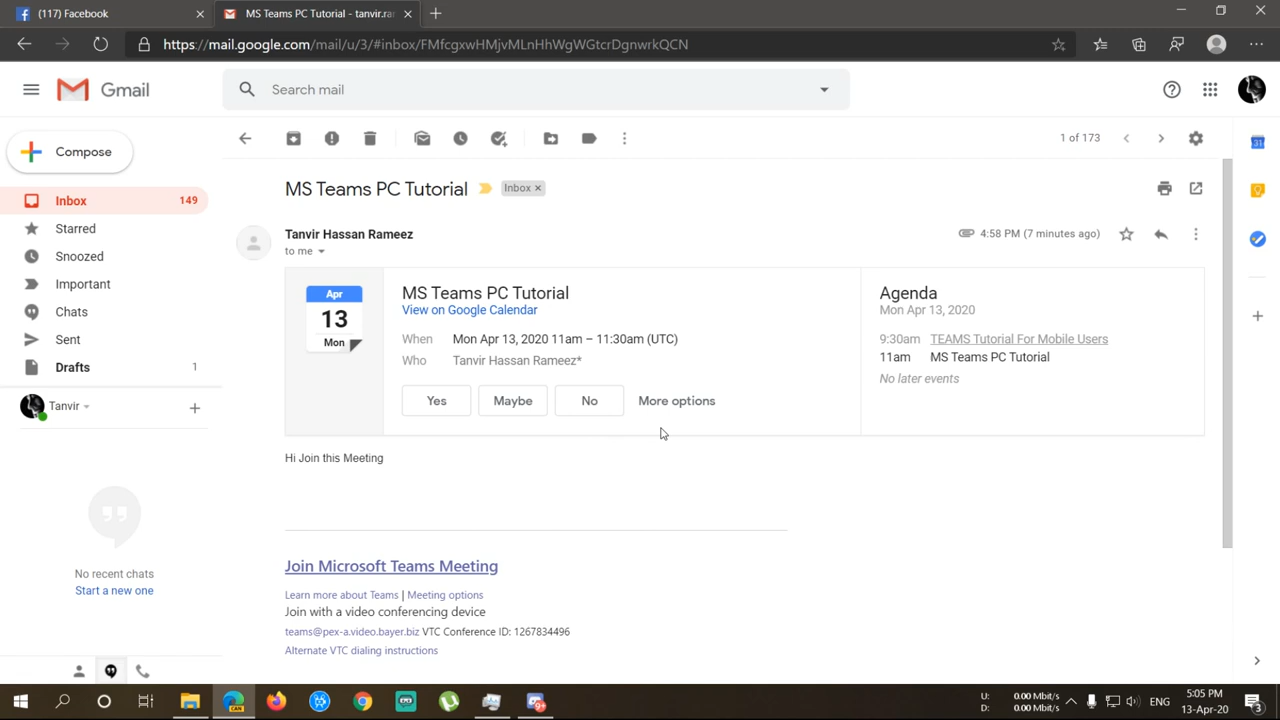 (117) Facebook
MS Teams PC Tutorial - tanvir.ra
https://mail.google.com/mail/u/3/#inbox/FMfcgxwHMjvMLnHhWgWGtcrDgnwrkQCN
Gmail
Search mail
Compose
1 of 173
Inbox 149
Starred
Snoozed
Important
Chats
Sent
Drafts 1
Tanvir
No recent chats
Start a new one
MS Teams PC Tutorial
Inbox
Tanvir Hassan Rameez
4:58 PM (7 minutes ago)
to me
Apr
13
Mon
MS Teams PC Tutorial
View on Google Calendar
When Mon Apr 13, 2020 11am – 11:30am (UTC)
Who Tanvir Hassan Rameez*
Yes
Maybe
No
More options
Agenda
Mon Apr 13, 2020
9:30am TEAMS Tutorial For Mobile Users
11am MS Teams PC Tutorial
No later events
Hi Join this Meeting
Join Microsoft Teams Meeting
Learn more about Teams | Meeting options
Join with a video conferencing device
teams@pex-a.video.bayer.biz VTC Conference ID: 1267834496
Alternate VTC dialing instructions
31
CAN
U: 0.00 Mbit/s
D: 0.00 Mbit/s
ENG
5:05 PM
13-Apr-20
3